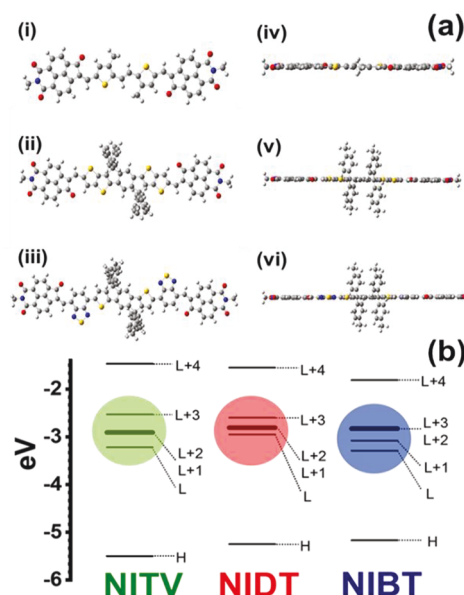 (i)
(iv)
(a)
(ii)
(v)
(iii)
(vi)
(b)
eV
-2
-3
-4
-5
-6
L+4
L+3
L+2
L+1
L
H
L+4
L+3
L+2
L+1
L
H
L+4
L+3
L+2
L+1
L
H
NITV NIDT NIBT